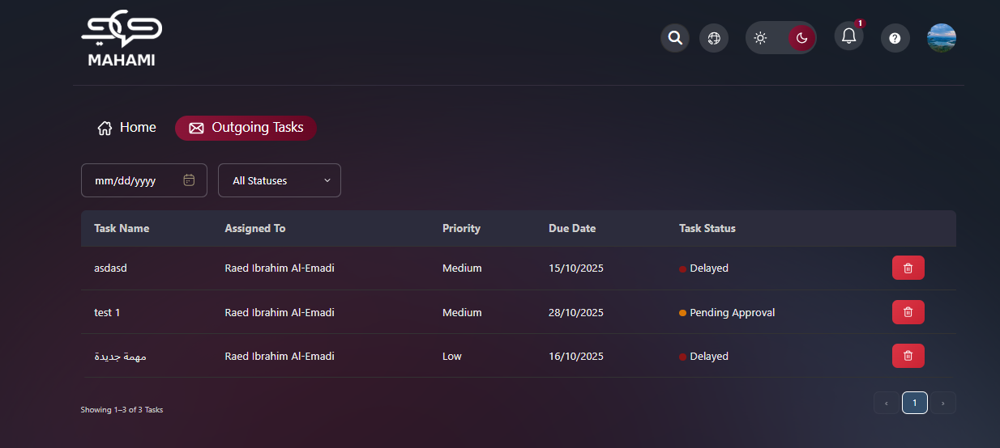 مهامي
MAHAMI
1
Home
Outgoing Tasks
mm/dd/yyyy
All Statuses
Task Name Assigned To Priority Due Date Task Status
asdasd Raed Ibrahim Al-Emadi Medium 15/10/2025 Delayed
test 1 Raed Ibrahim Al-Emadi Medium 28/10/2025 Pending Approval
مهمة جديدة Raed Ibrahim Al-Emadi Low 16/10/2025 Delayed
Showing 1–3 of 3 Tasks
‹ 1 ›